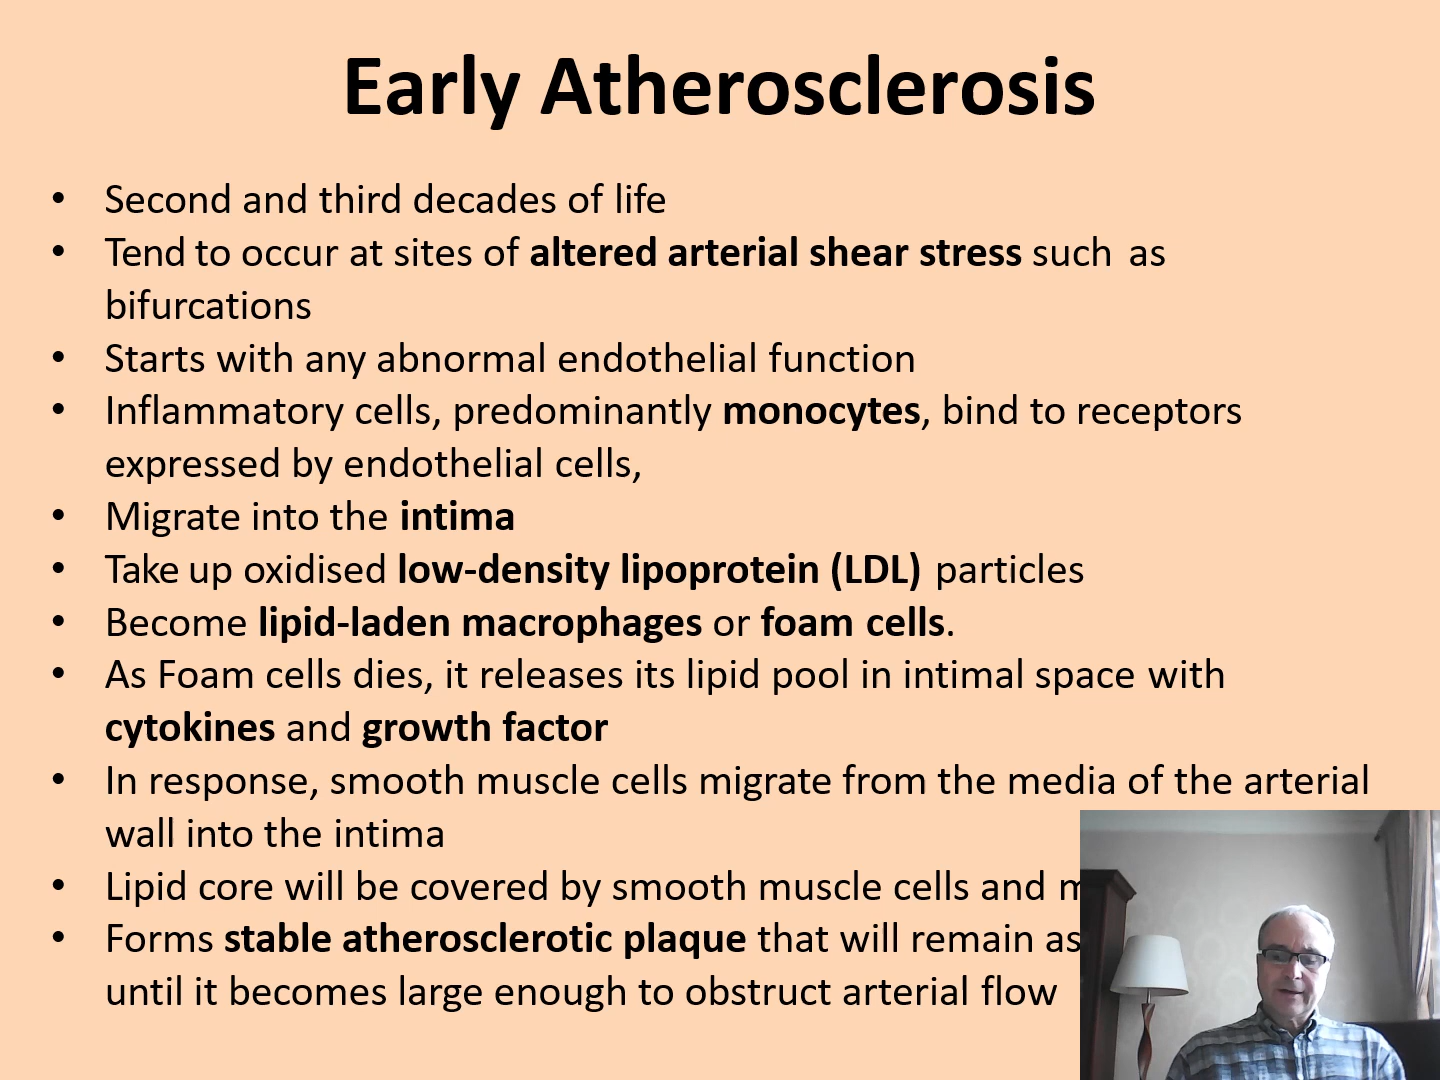 Early Atherosclerosis
• Second and third decades of life
• Tend to occur at sites of altered arterial shear stress such as
bifurcations
• Starts with any abnormal endothelial function
• Inflammatory cells, predominantly monocytes, bind to receptors
expressed by endothelial cells,
• Migrate into the intima
• Take up oxidised low-density lipoprotein (LDL) particles
• Become lipid-laden macrophages or foam cells.
• As Foam cells dies, it releases its lipid pool in intimal space with
cytokines and growth factor
• In response, smooth muscle cells migrate from the media of the arterial
wall into the intima
• Lipid core will be covered by smooth muscle cells and
• Forms stable atherosclerotic plaque that will remain as
until it becomes large enough to obstruct arterial flow